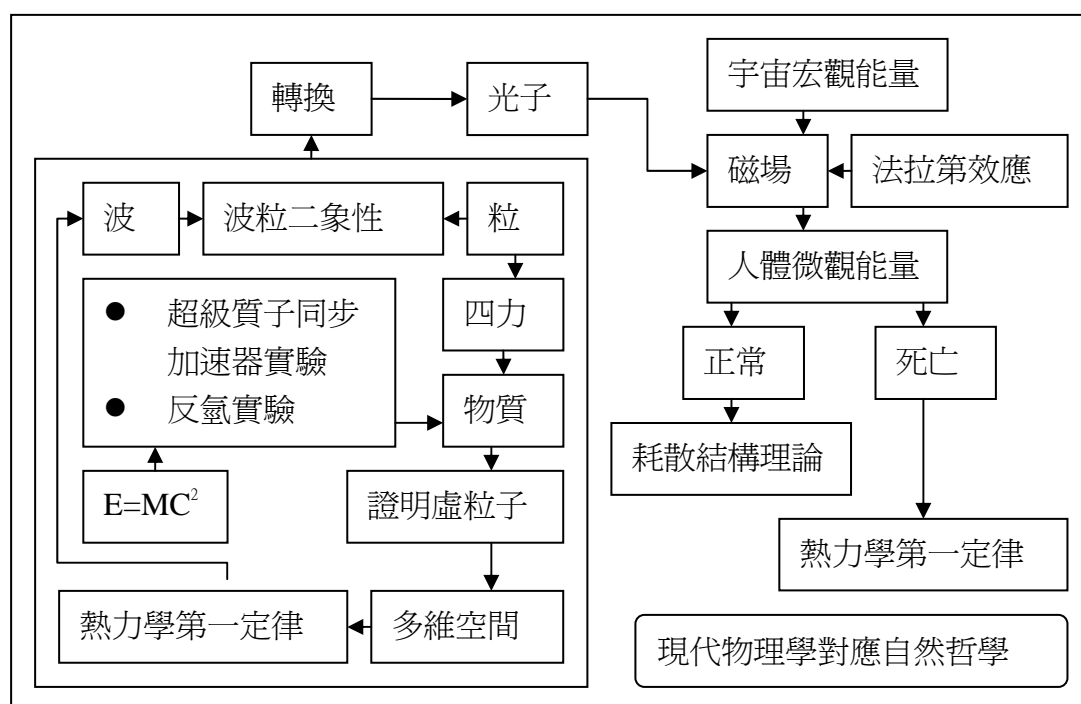 宇宙宏觀能量
轉換
光子
磁場
法拉第效應
波
波粒二象性
粒
人體微觀能量
● 超級質子同步
加速器實驗
● 反氫實驗
四力
正常
死亡
物質
耗散結構理論
E=MC²
證明虛粒子
熱力學第一定律
熱力學第一定律
多維空間
現代物理學對應自然哲學